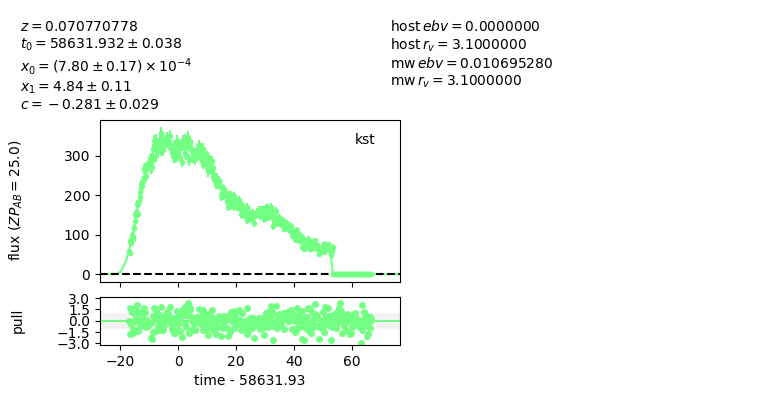 z = 0.070770778
t₀ = 58631.932 ± 0.038
x₀ = (7.80 ± 0.17) × 10⁻⁴
x₁ = 4.84 ± 0.11
c = −0.281 ± 0.029
host ebv = 0.0000000
host r_v = 3.1000000
mw ebv = 0.010695280
mw r_v = 3.1000000
kst
flux (ZP_AB = 25.0)
300
200
100
0
pull
3.0
1.5
0.0
−1.5
−3.0
−20 0 20 40 60
time - 58631.93